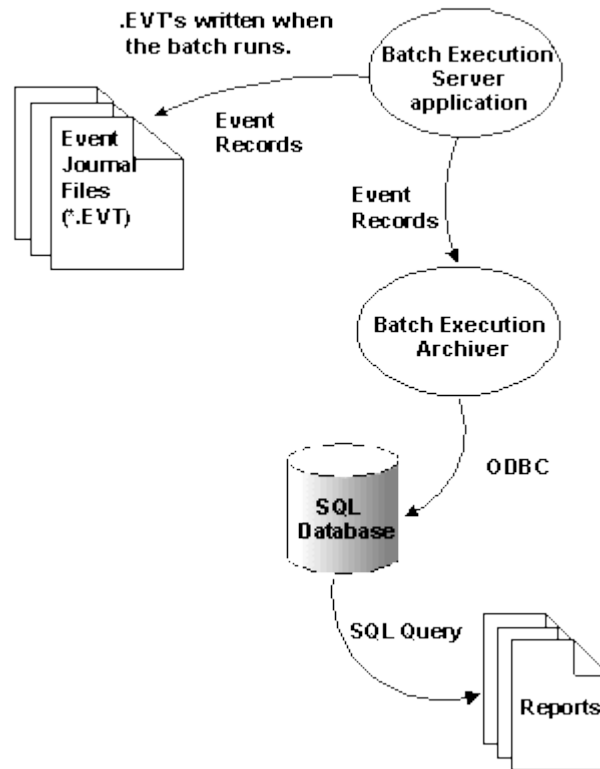 .EVT's written when
the batch runs.
Batch Execution
Server
application
Event
Records
Event
Journal
Files
(*.EVT)
Event
Records
Batch Execution
Archiver
ODBC
SQL
Database
SQL Query
Reports